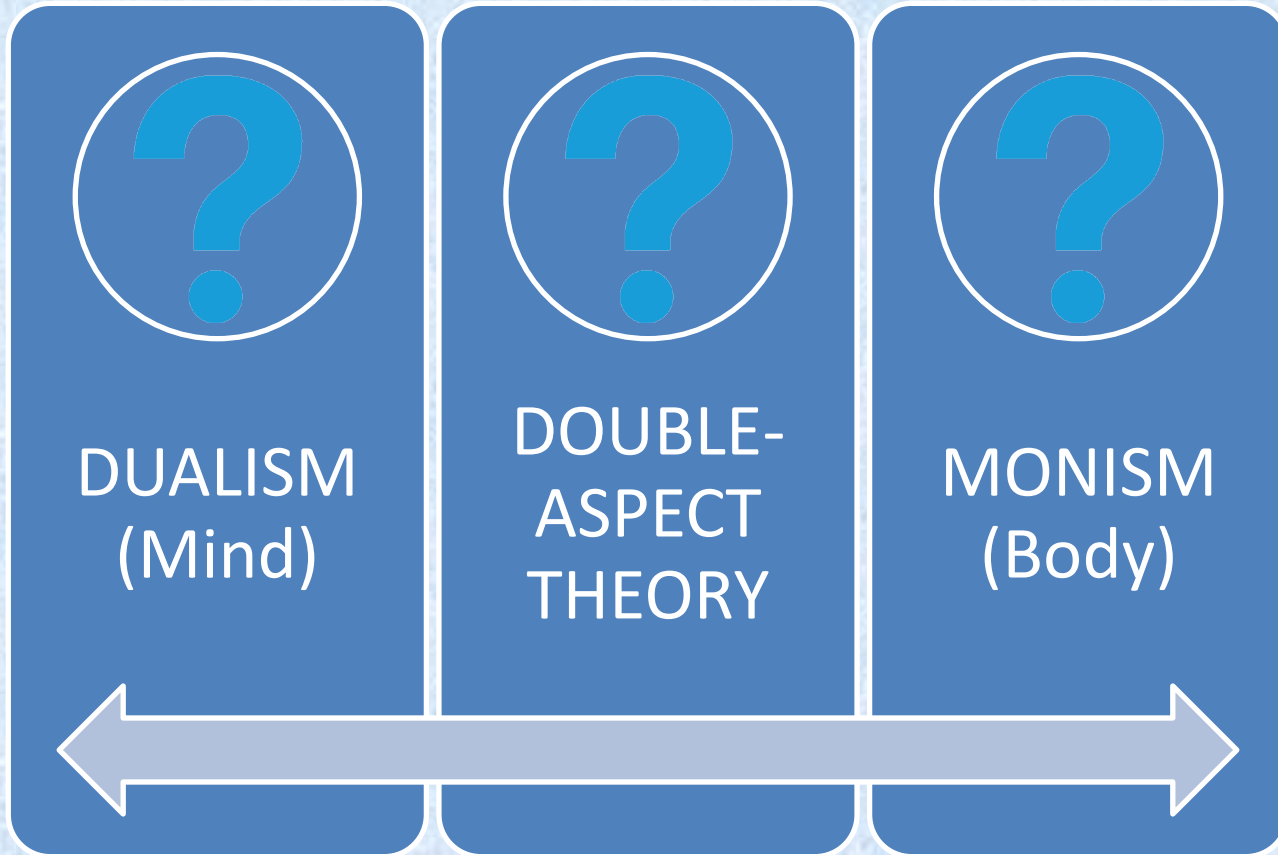 ?
?
?
DUALISM
(Mind)
DOUBLE-
ASPECT
THEORY
MONISM
(Body)